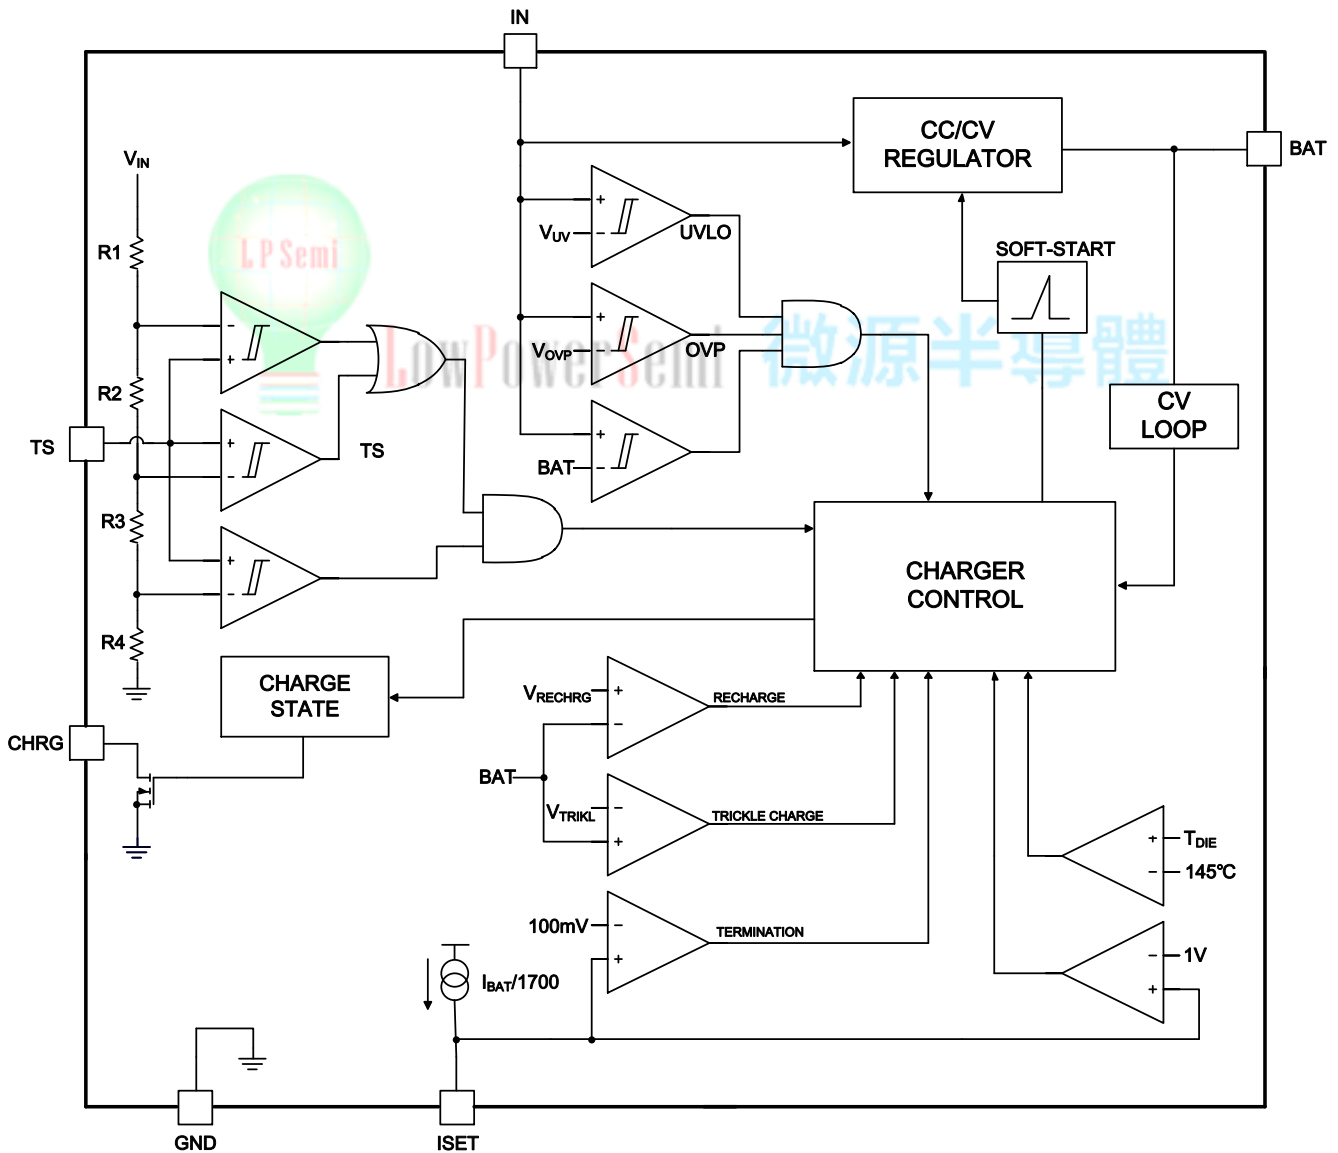 IN
CC/CV
REGULATOR
BAT
VIN
LP Semi
R1
+
VUV
−
UVLO
SOFT-START
−
+
VOVP
−
OVP
LowPowerSemi 微源半導體
+
R2
CV
LOOP
TS
+
−
TS
+
BAT
−
R3
+
−
CHARGER
CONTROL
R4
CHARGE
STATE
VRECHRG
+
−
RECHARGE
CHRG
BAT
VTRIKL
−
+
TRICKLE CHARGE
+
TDIE
−
145℃
100mV
−
+
TERMINATION
−
1V
+
IBAT/1700
GND
ISET